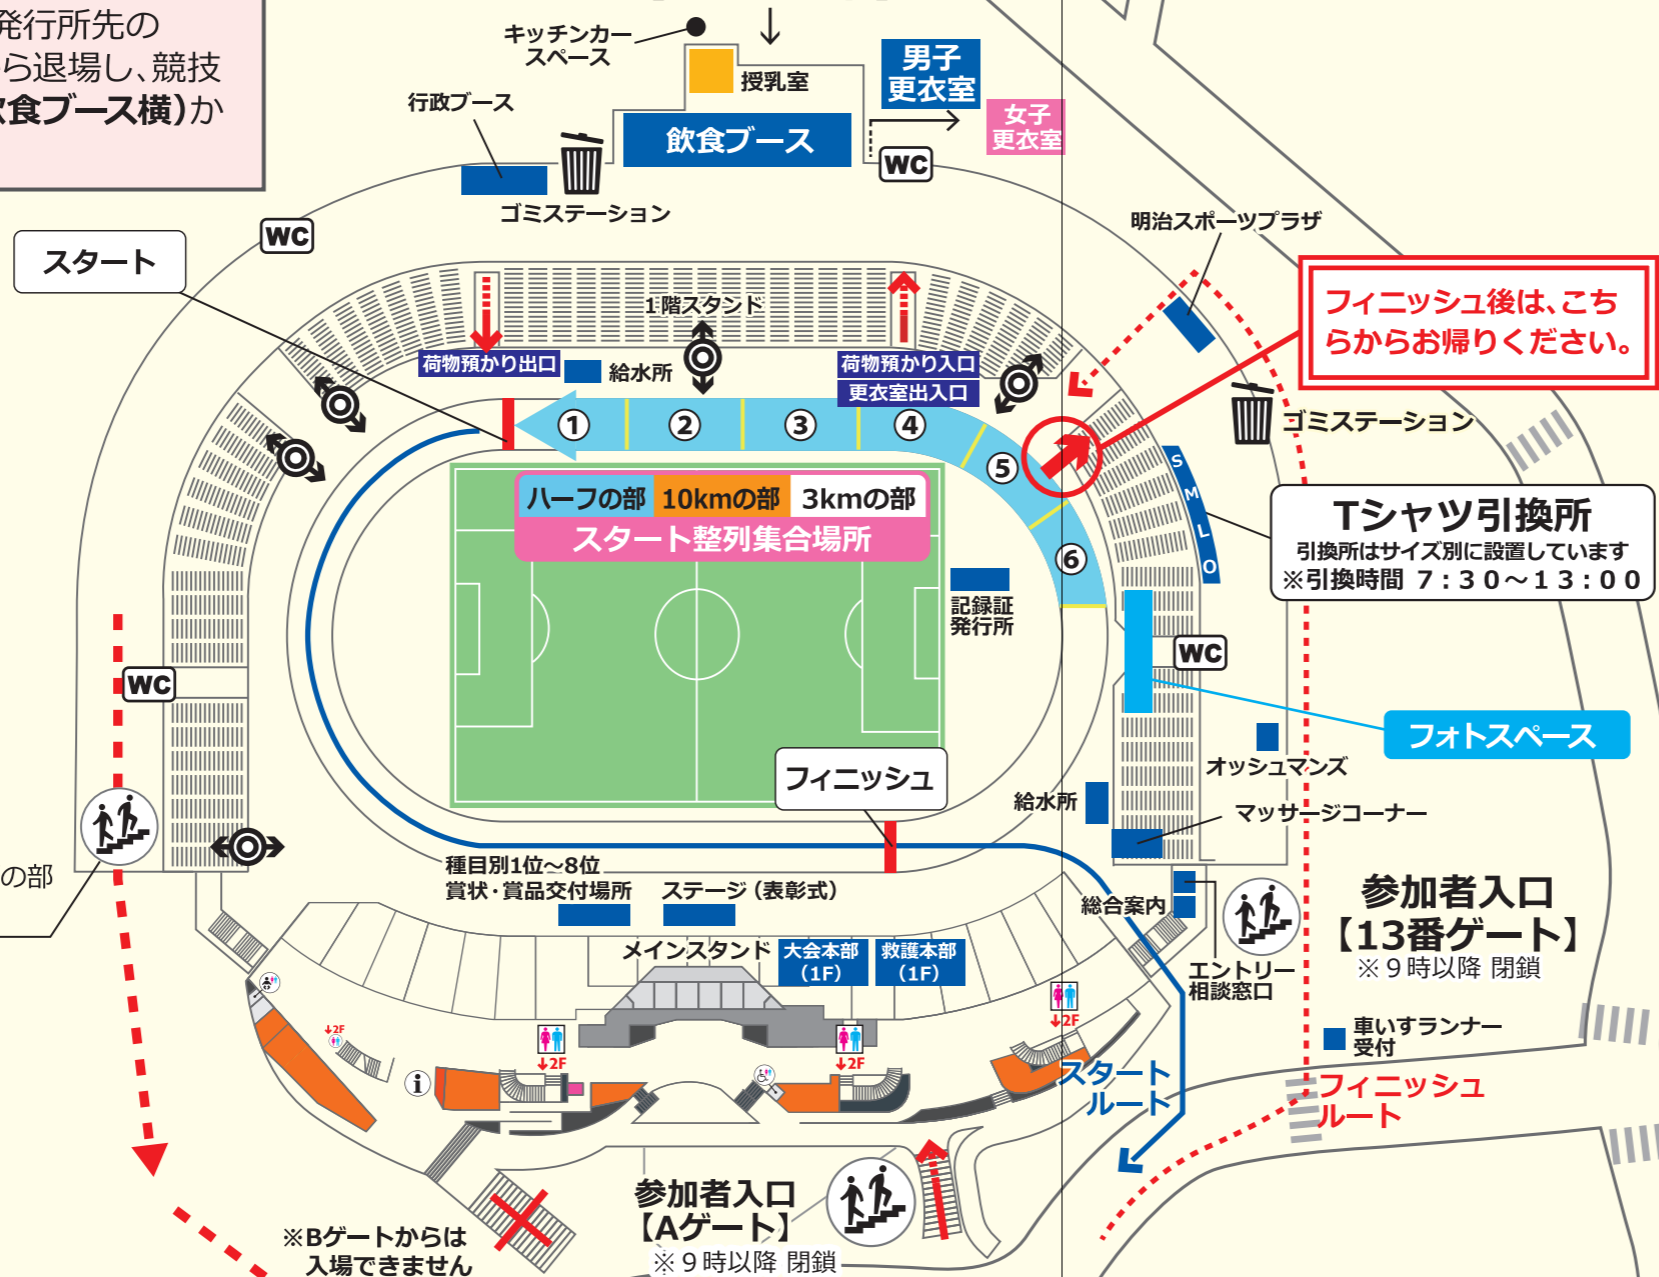 発行所先の
ら退場し、競技
飲食ブース横)か
キッチンカー
スペース
授乳室
男子
更衣室
女子
更衣室
行政ブース
飲食ブース
WC
ゴミステーション
WC
スタート
明治スポーツプラザ
1階スタンド
フィニッシュ後は、こち
らからお帰りください。
荷物預かり出口
給水所
荷物預かり入口
更衣室出入口
ゴミステーション
①
②
③
④
⑤
⑥
S
M
L
O
ハーフの部
10kmの部
3kmの部
スタート整列集合場所
Tシャツ引換所
引換所はサイズ別に設置しています
※引換時間 7:30~13:00
記録証
発行所
WC
WC
フォトスペース
オッシュマンズ
フィニッシュ
給水所
マッサージコーナー
の部
種目別1位~8位
賞状・賞品交付場所
ステージ(表彰式)
総合案内
参加者入口
【13番ゲート】
※9時以降 閉鎖
メインスタンド
大会本部
(1F)
救護本部
(1F)
エントリー
相談窓口
車いすランナー
受付
↓2F
↓2F
↓2F
↓2F
i
スタート
ルート
フィニッシュ
ルート
参加者入口
【Aゲート】
※9時以降 閉鎖
※Bゲートからは
入場できません